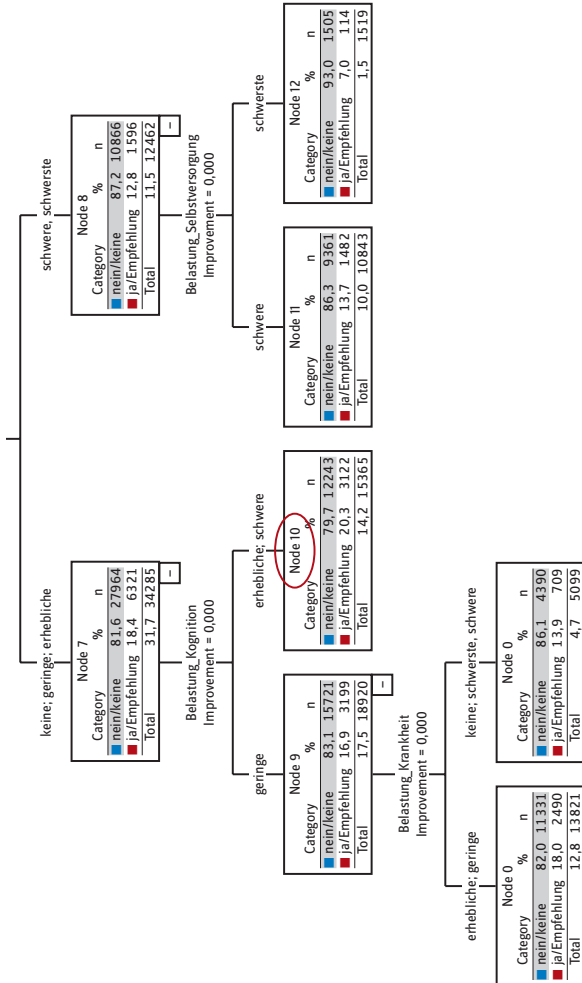 keine; geringe; erhebliche
Node 7
Category % n
nein/keine 81,6 27964
ja/Empfehlung 18,4 6321
Total 31,7 34285
–
Belastung_Kognition
Improvement = 0,000
schwere, schwerste
Node 8
Category % n
nein/keine 87,2 10866
ja/Empfehlung 12,8 1596
Total 11,5 12462
–
Belastung_Selbstversorgung
Improvement = 0,000
geringe
Node 9
Category % n
nein/keine 83,1 15721
ja/Empfehlung 16,9 3199
Total 17,5 18920
–
Belastung_Krankheit
Improvement = 0,000
erhebliche; schwere
Node 10
Category % n
nein/keine 79,7 12243
ja/Empfehlung 20,3 3122
Total 14,2 15365
schwere
Node 11
Category % n
nein/keine 86,3 9361
ja/Empfehlung 13,7 1482
Total 10,0 10843
schwerste
Node 12
Category % n
nein/keine 93,0 1505
ja/Empfehlung 7,0 114
Total 1,5 1519
erhebliche; geringe
Node 0
Category % n
nein/keine 82,0 11331
ja/Empfehlung 18,0 2490
Total 12,8 13821
keine; schwerste, schwere
Node 0
Category % n
nein/keine 86,1 4390
ja/Empfehlung 13,9 709
Total 4,7 5099